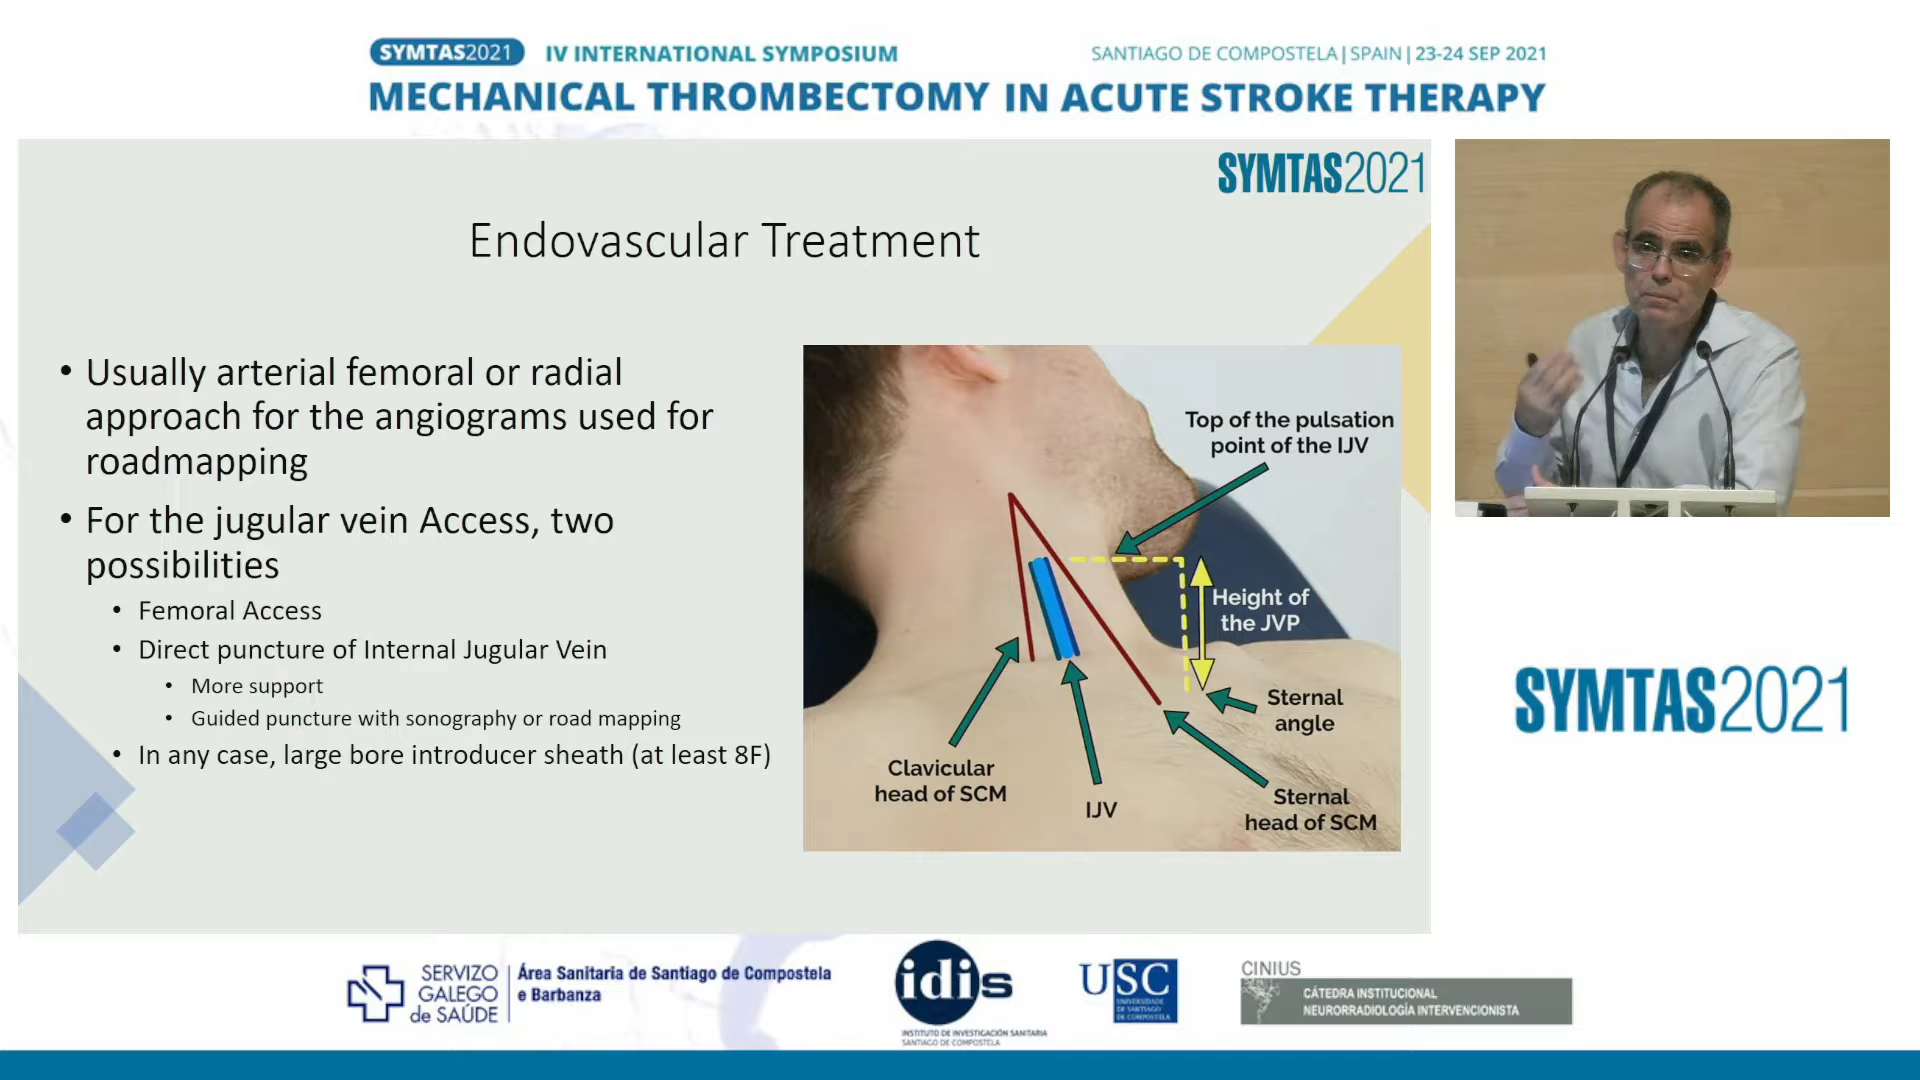 SYMTAS2021 IV INTERNATIONAL SYMPOSIUM
SANTIAGO DE COMPOSTELA | SPAIN | 23-24 SEP 2021
MECHANICAL THROMBECTOMY IN ACUTE STROKE THERAPY
SYMTAS2021
Endovascular Treatment
• Usually arterial femoral or radial
approach for the angiograms used for
roadmapping
• For the jugular vein Access, two
possibilities
• Femoral Access
• Direct puncture of Internal Jugular Vein
• More support
• Guided puncture with sonography or road mapping
• In any case, large bore introducer sheath (at least 8F)
Top of the pulsation
point of the IJV
Height of
the JVP
Sternal
angle
Clavicular
head of SCM
IJV
Sternal
head of SCM
SYMTAS2021
SERVIZO
GALEGO
de SAÚDE
Área Sanitaria de Santiago de Compostela
e Barbanza
idis
INSTITUTO DE INVESTIGACIÓN SANITARIA
SANTIAGO DE COMPOSTELA
USC
UNIVERSIDADE
DE SANTIAGO
DE COMPOSTELA
CINIUS
CÁTEDRA INSTITUCIONAL
NEURORRADIOLOGÍA INTERVENCIONISTA